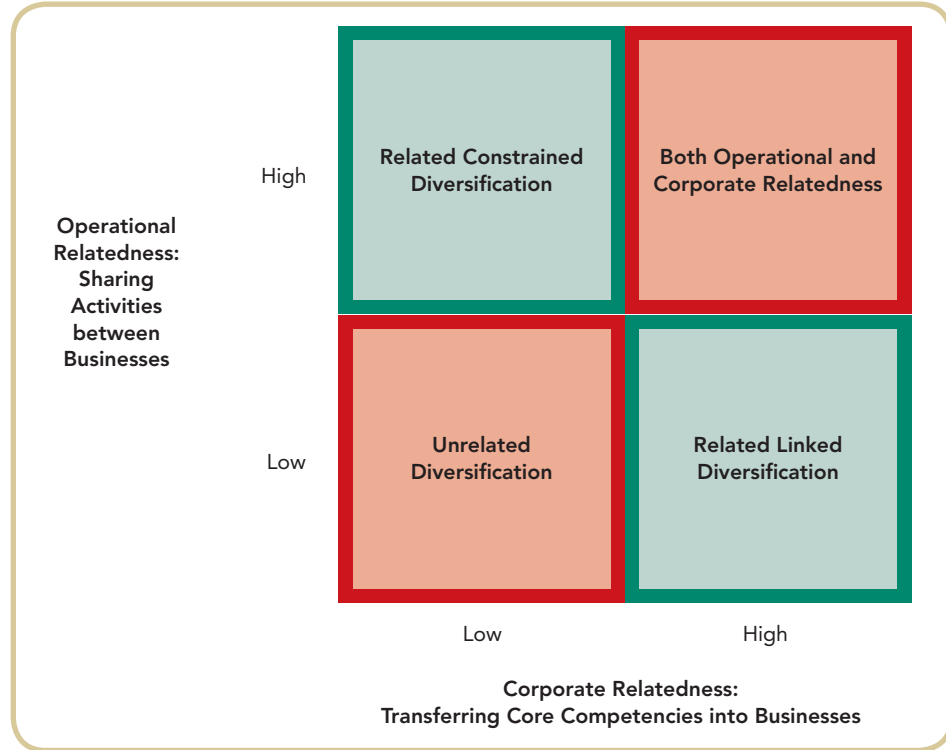 Related Constrained
Diversification
Both Operational and
Corporate Relatedness
High
Operational
Relatedness:
Sharing
Activities
between
Businesses
Unrelated
Diversification
Related Linked
Diversification
Low
Low
High
Corporate Relatedness:
Transferring Core Competencies into Businesses